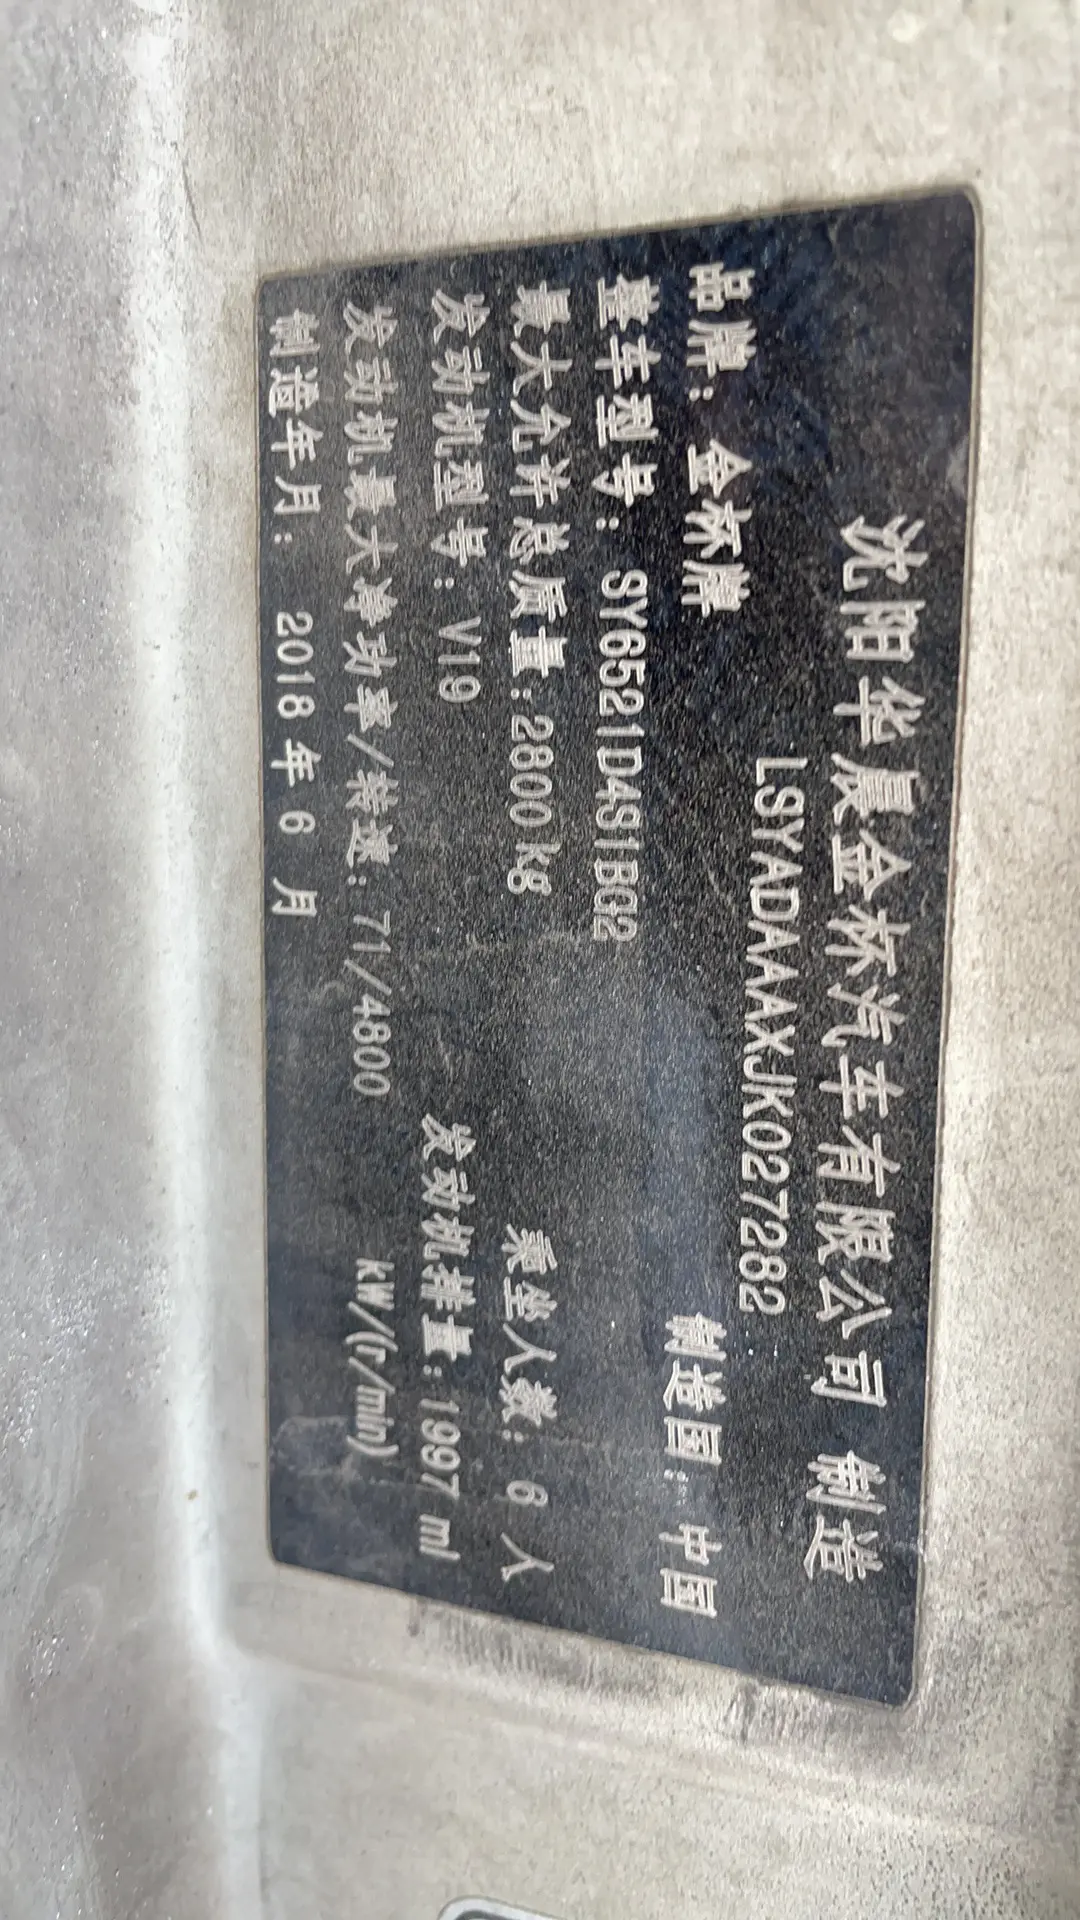 沈阳华晨金杯汽车有限公司 制造
LSYADAAAXJK027282
品牌: 金杯牌 制造国: 中国
整车型号: SY6521D4S1BG2
最大允许总质量: 2800 kg 乘坐人数: 6 人
发动机型号: V19 发动机排量: 1997 ml
发动机最大净功率/转速: 71/4800 kW/(r/min)
制造年月: 2018 年 6 月